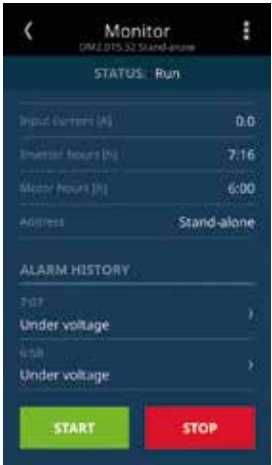 Monitor
DM2.015.32 Stand-alone
STATUS: Run
Input current [A] 0.0
Inverter hours [h] 7:16
Motor hours [h] 6:00
Address Stand-alone
ALARM HISTORY
7:07
Under voltage
6:58
Under voltage
START STOP